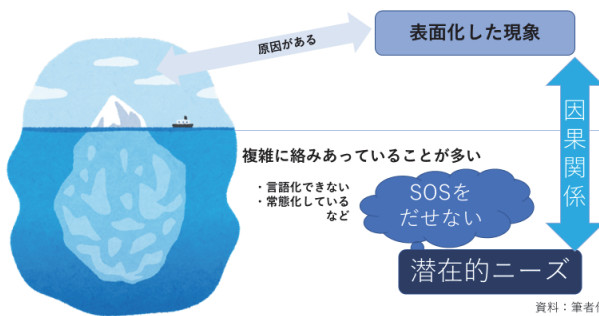 原因がある
表面化した現象
因果関係
複雑に絡みあっていることが多い
・言語化できない
・常態化している
など
SOSを
だせない
潜在的ニーズ
資料：筆者